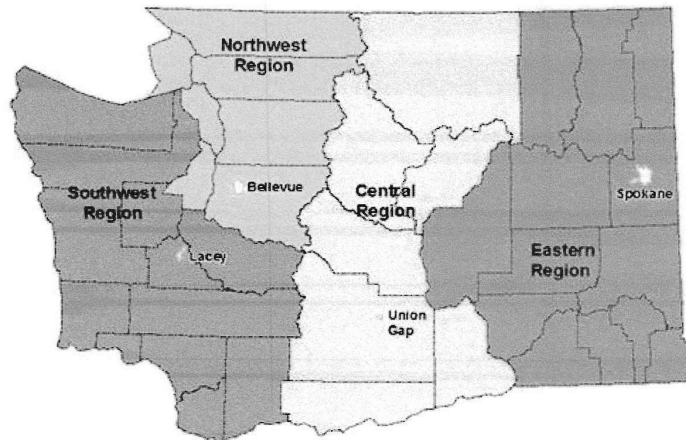 Northwest
Region
Bellevue
Southwest
Region
Central
Region
Spokane
Lacey
Eastern
Region
Union
Gap